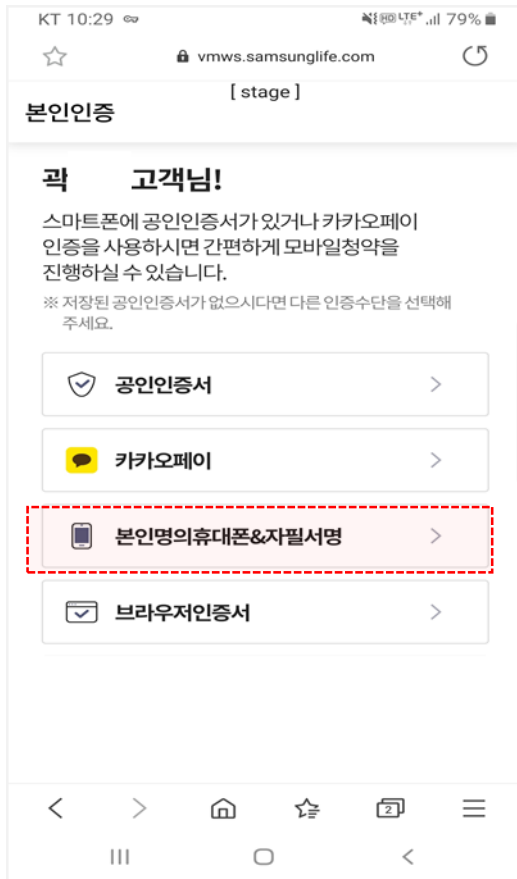 KT 10:29
LTE+ 79%
vmws.samsunglife.com
[ stage ]
본인인증
곽 고객님!
스마트폰에 공인인증서가 있거나 카카오페이
인증을 사용하시면 간편하게 모바일청약을
진행하실 수 있습니다.
※ 저장된 공인인증서가 없으시다면 다른 인증수단을 선택해
주세요.
공인인증서
카카오페이
본인명의휴대폰&자필서명
브라우저인증서
2